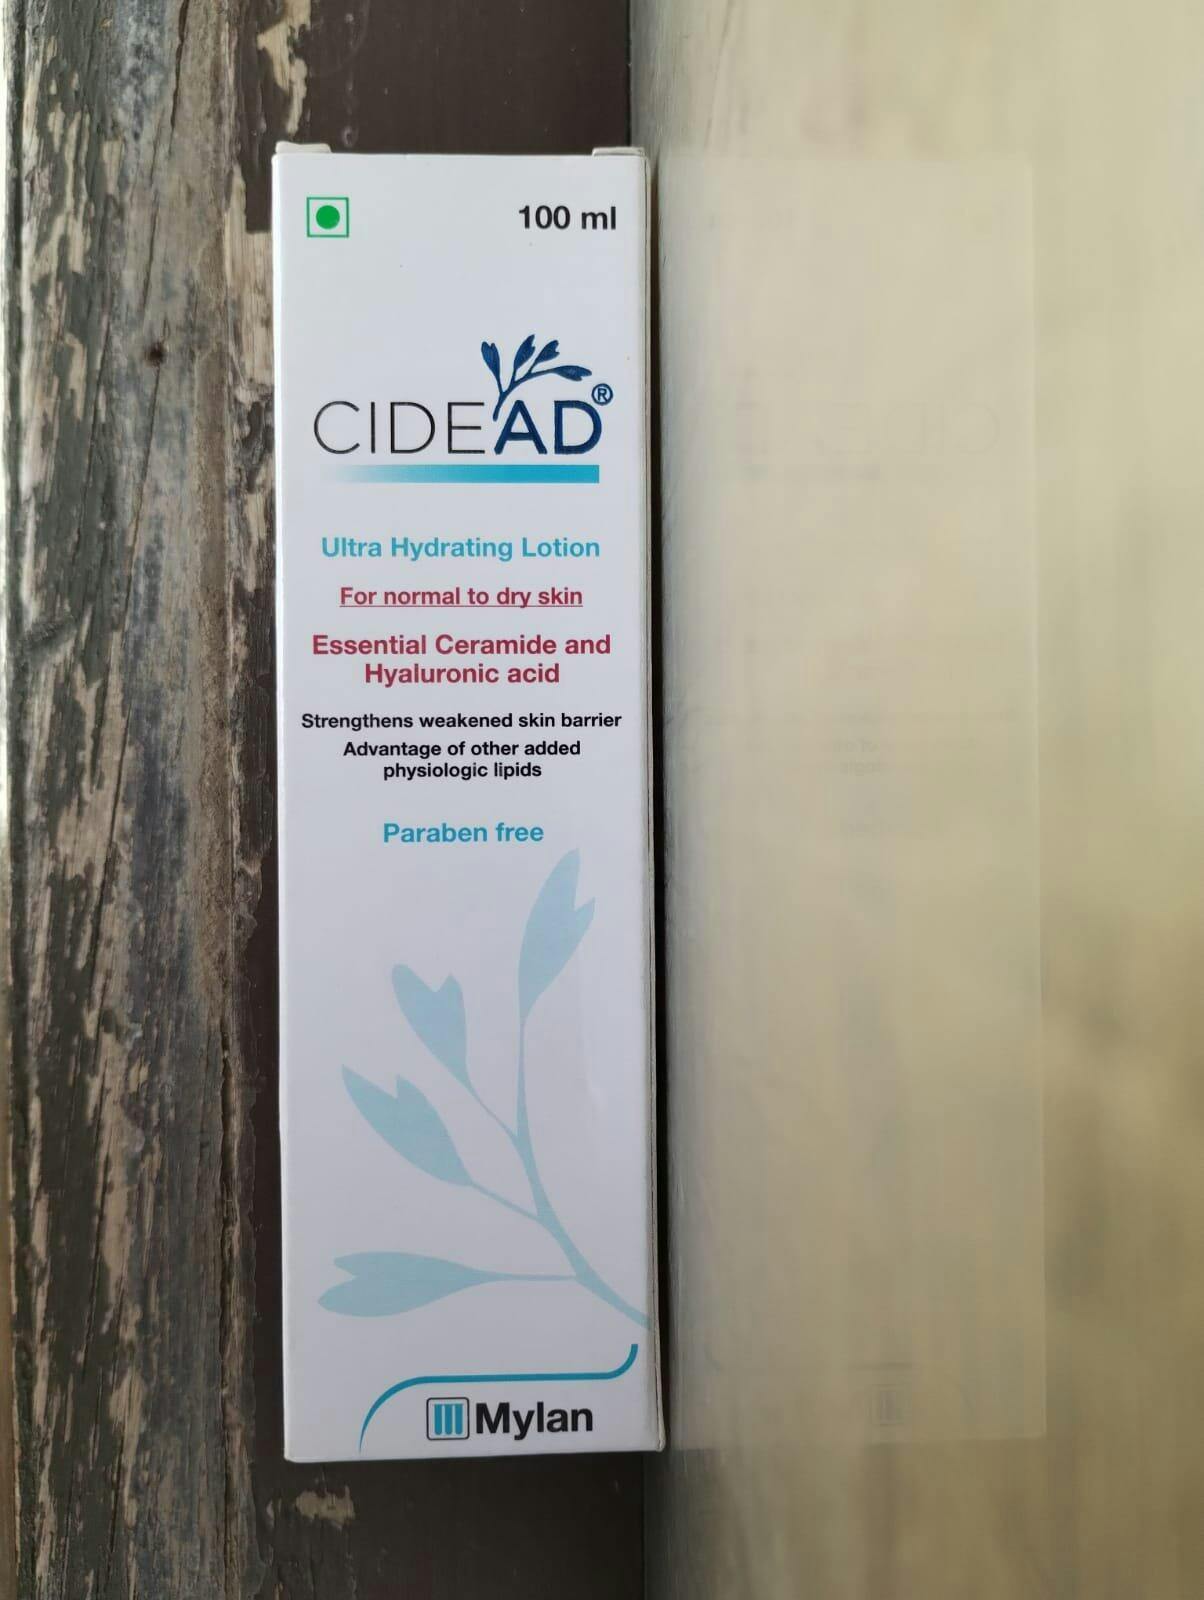 100 ml
CIDEAD®
Ultra Hydrating Lotion
For normal to dry skin
Essential Ceramide and
Hyaluronic acid
Strengthens weakened skin barrier
Advantage of other added
physiologic lipids
Paraben free
Mylan